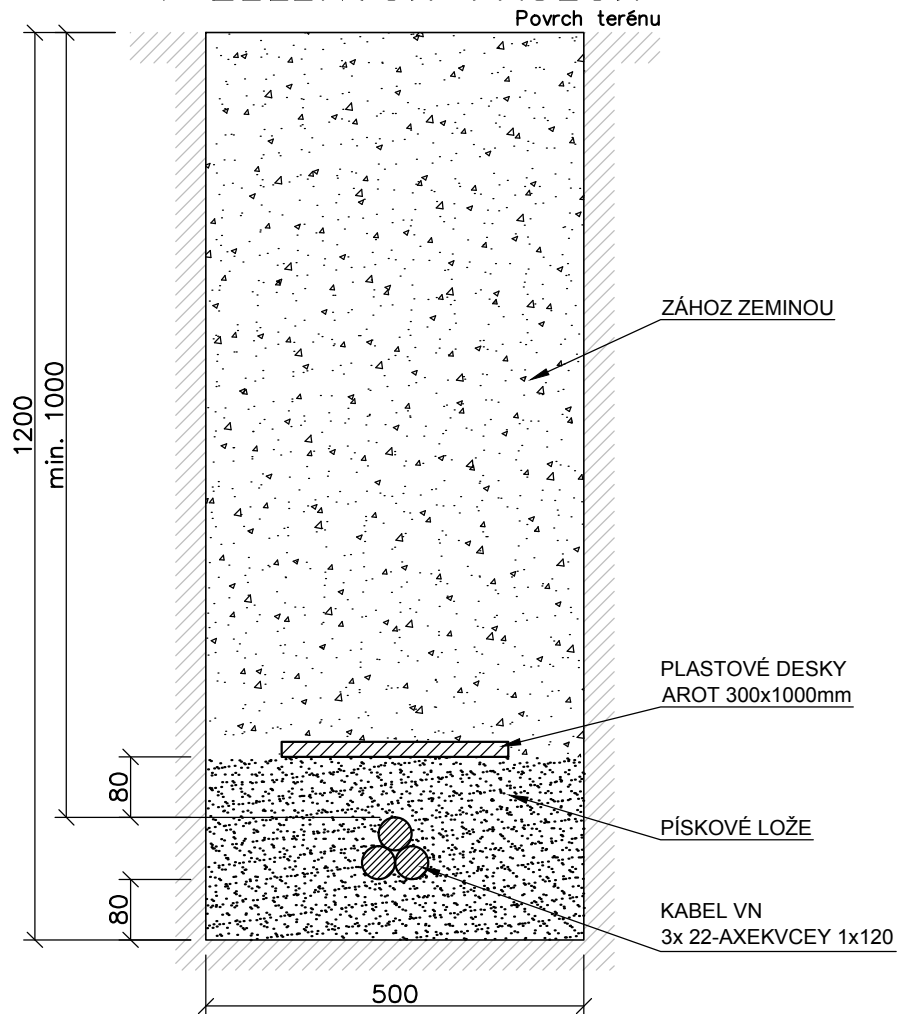 Povrch terénu
1200
min. 1000
ZÁHOZ ZEMINOU
PLASTOVÉ DESKY
AROT 300x1000mm
80
PÍSKOVÉ LOŽE
80
KABEL VN
3x 22-AXEKVCEY 1x120
500